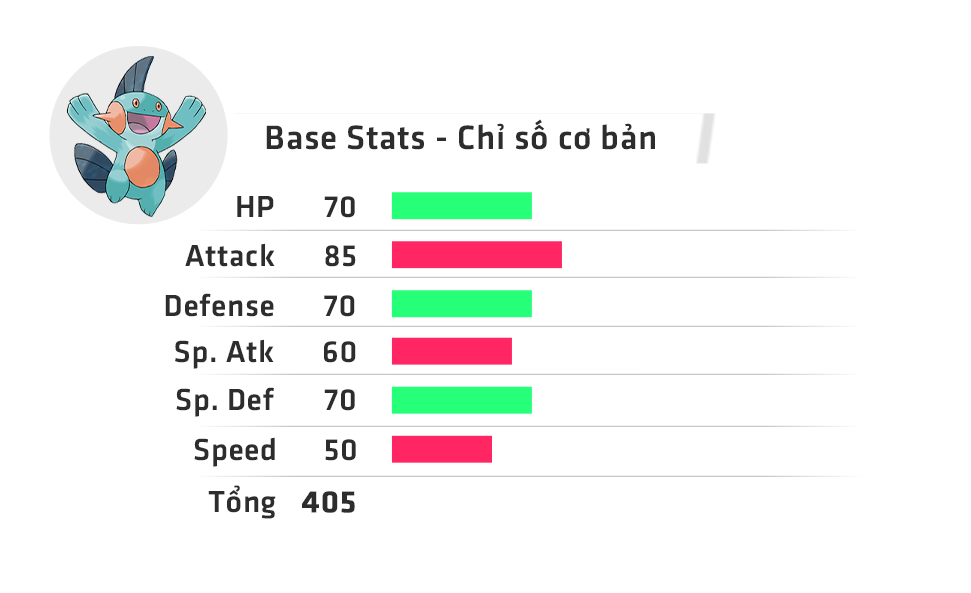 Base Stats - Chỉ số cơ bản
HP 70
Attack 85
Defense 70
Sp. Atk 60
Sp. Def 70
Speed 50
Tổng 405